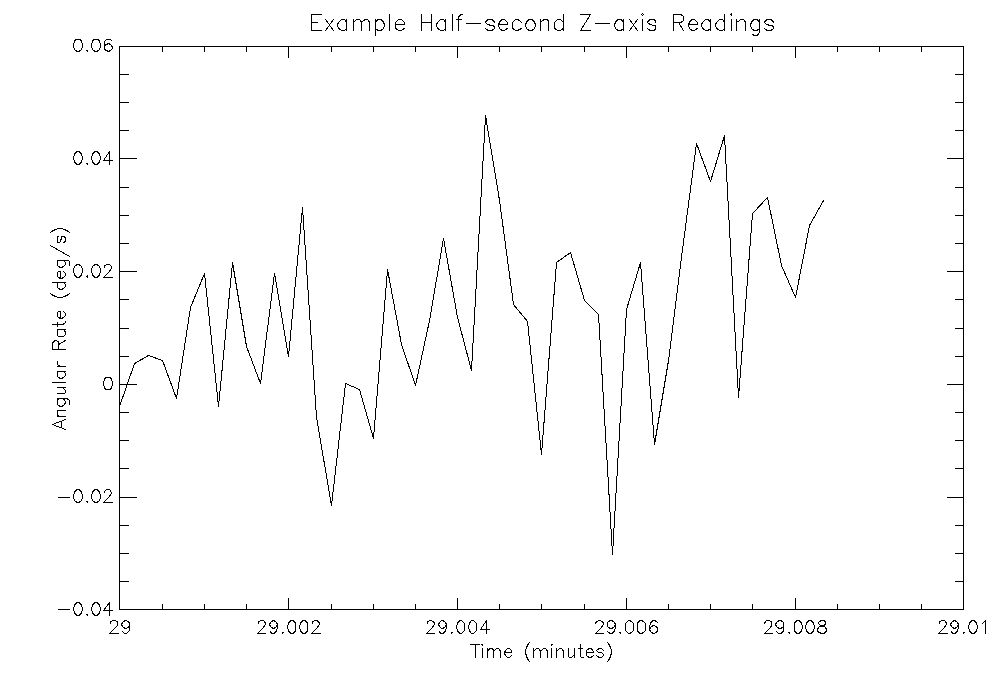 Example Half-second Z-axis Readings
0.06
0.04
0.02
0
-0.02
-0.04
Angular Rate (deg/s)
29 29.002 29.004 29.006 29.008 29.01
Time (minutes)